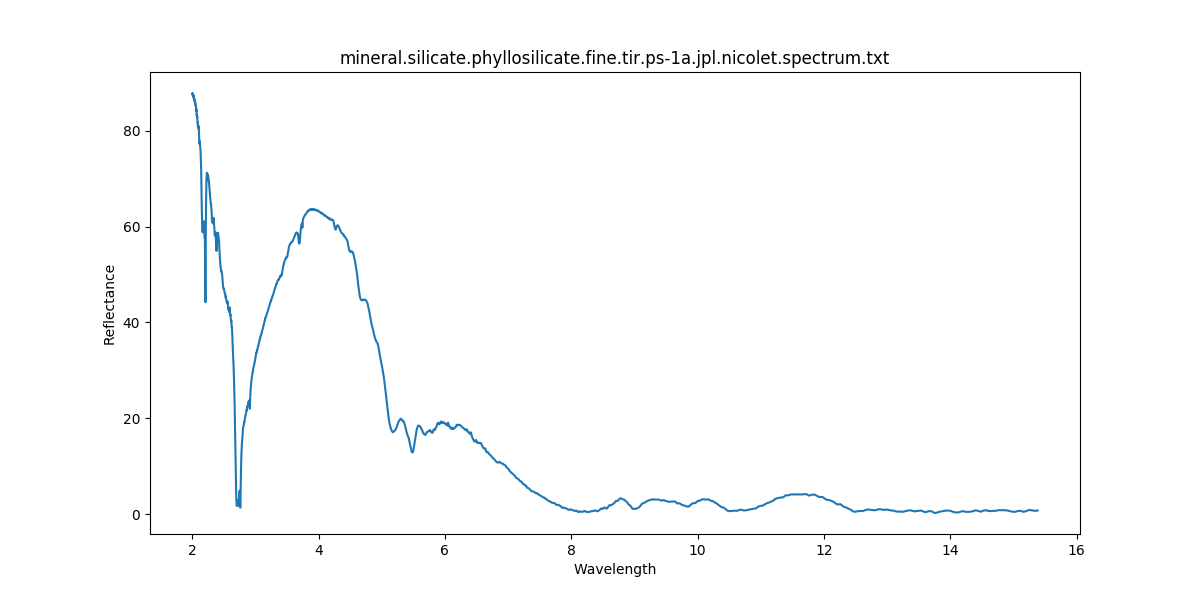 mineral.silicate.phyllosilicate.fine.tir.ps-1a.jpl.nicolet.spectrum.txt
80
60
40
20
0
Reflectance
2 4 6 8 10 12 14 16
Wavelength